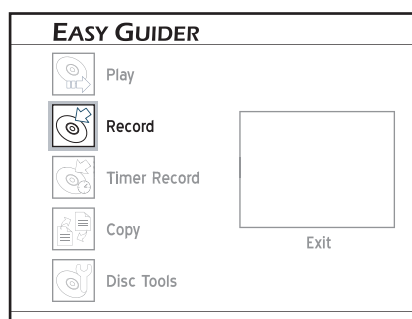 EASY GUIDER
Play
Record
Timer Record
Copy
Exit
Disc Tools